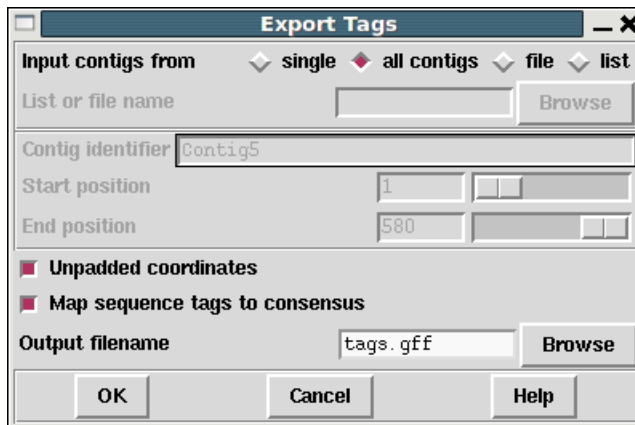 Export Tags
Input contigs from single all contigs file list
List or file name Browse
Contig identifier Contig5
Start position 1
End position 580
Unpadded coordinates
Map sequence tags to consensus
Output filename tags.gff Browse
OK Cancel Help